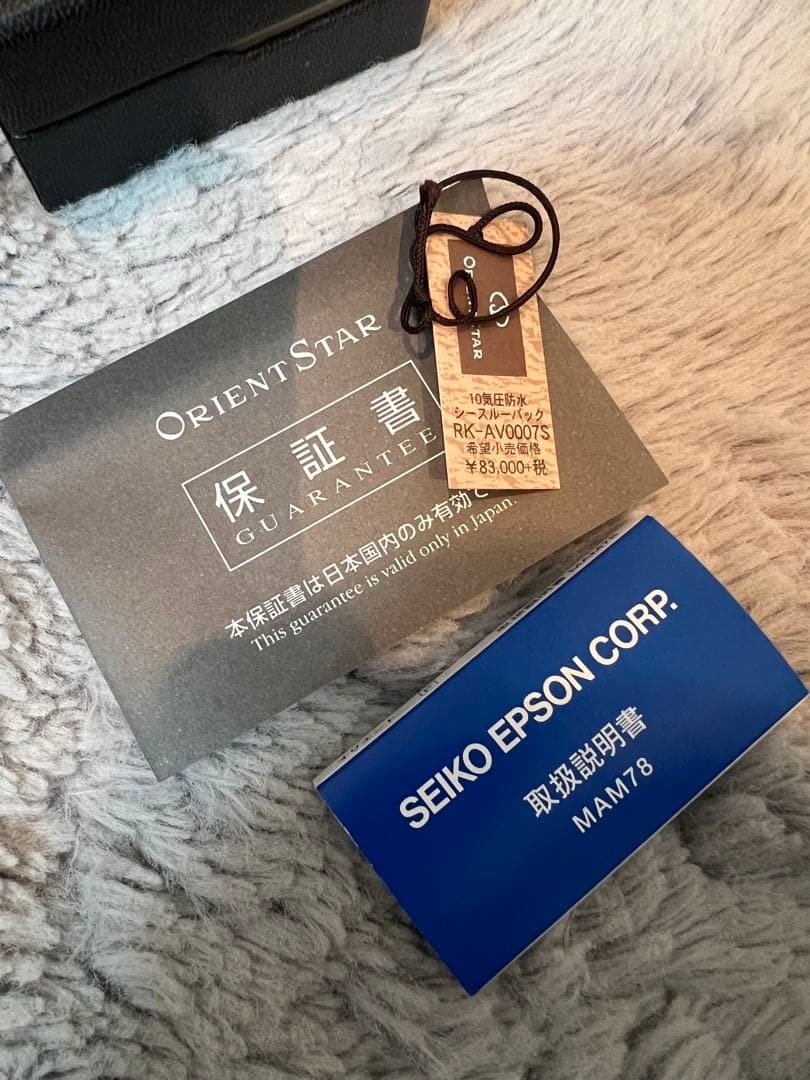 ORIENT STAR
保証書
GUARANTEE
本保証書は日本国内のみ有効で
This guarantee is valid only in Japan.
ORIENT STAR
10気圧防水
シースルーバック
RK-AV0007S
希望小売価格
￥83,000+税
SEIKO EPSON CORP.
取扱説明書
MAM78